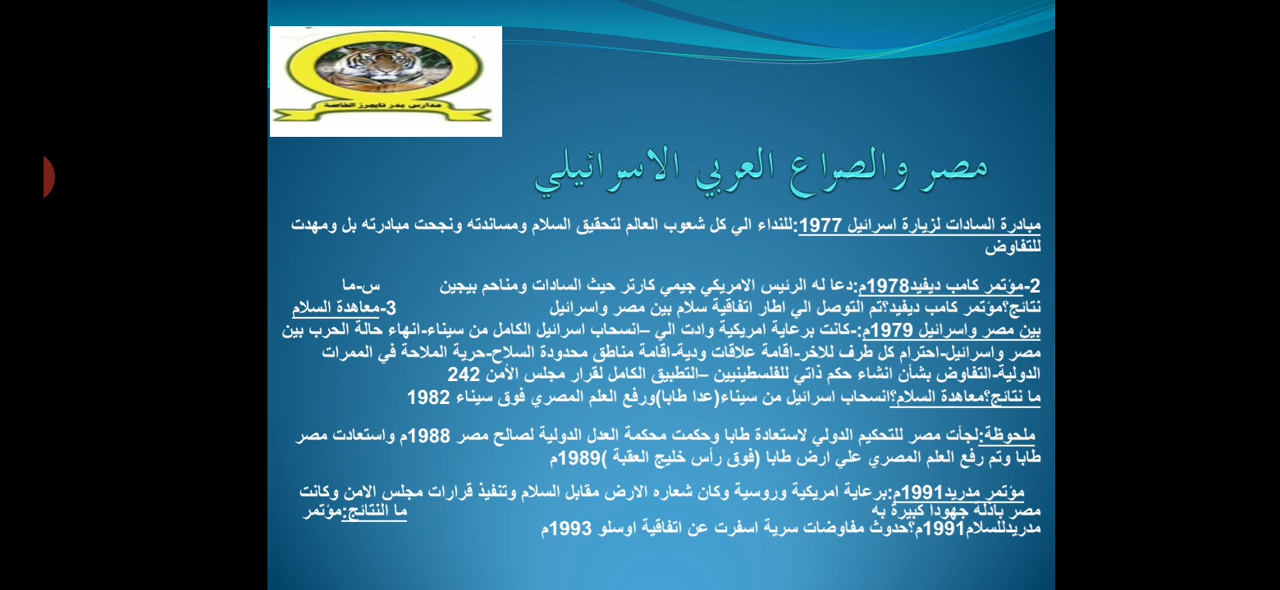 مدارس بدر تايجرز الخاصة
مصر والصراع العربي الاسرائيلي
مبادرة السادات لزيارة اسرائيل 1977:للنداء الي كل شعوب العالم لتحقيق السلام ومساندته ونجحت مبادرته بل ومهدت
للتفاوض
2-مؤتمر كامب ديفيد1978م:دعا له الرئيس الامريكي جيمي كارتر حيث السادات ومناحم بيجين س-ما
نتائج؟مؤتمر كامب ديفيد؟تم التوصل الي اطار اتفاقية سلام بين مصر واسرائيل 3-معاهدة السلام
بين مصر واسرائيل 1979م:-كانت برعاية امريكية وادت الي –انسحاب اسرائيل الكامل من سيناء-انهاء حالة الحرب بين
مصر واسرائيل-احترام كل طرف للاخر-اقامة علاقات ودية-اقامة مناطق محدودة السلاح-حرية الملاحة في الممرات
الدولية-التفاوض بشأن انشاء حكم ذاتي للفلسطينيين –التطبيق الكامل لقرار مجلس الأمن 242
ما نتائج؟معاهدة السلام؟انسحاب اسرائيل من سيناء(عدا طابا)ورفع العلم المصري فوق سيناء 1982
ملحوظة:لجأت مصر للتحكيم الدولي لاستعادة طابا وحكمت محكمة العدل الدولية لصالح مصر 1988م واستعادت مصر
طابا وتم رفع العلم المصري علي ارض طابا (فوق رأس خليج العقبة )1989م
مؤتمر مدريد1991م:برعاية امريكية وروسية وكان شعاره الارض مقابل السلام وتنفيذ قرارات مجلس الامن وكانت
مصر باذلة جهودا كبيرة به ما النتائج:مؤتمر
مدريدللسلام1991م؟حدوث مفاوضات سرية اسفرت عن اتفاقية اوسلو 1993م